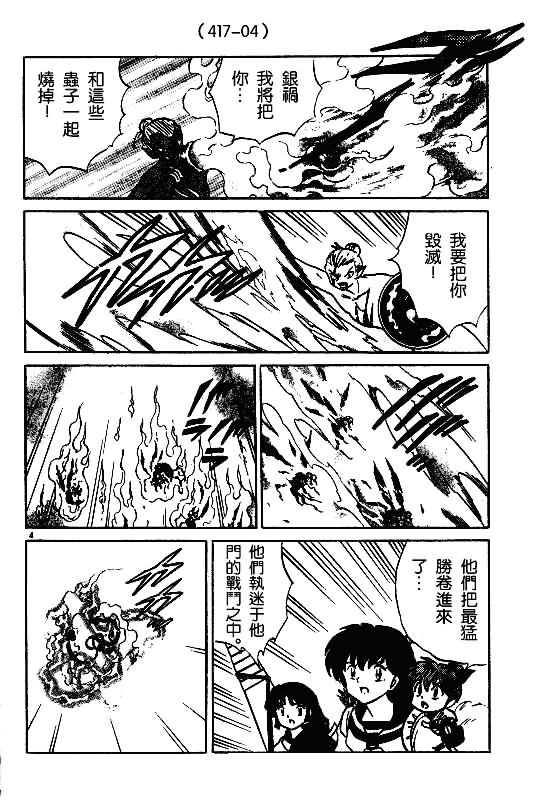 (417-04)
銀禍
我將把
你…
和這些
蟲子一起
燒掉！
我要把你
毀滅！
4
他們把最猛
勝卷進來
了…
他們執迷于他
門的戰鬥之中。